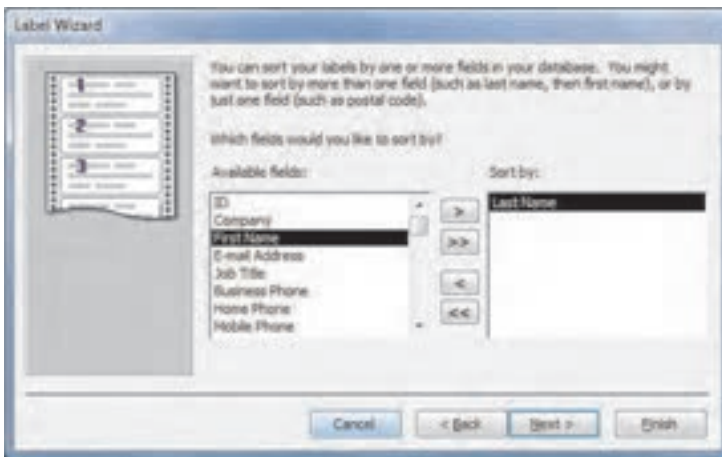 Label Wizard
You can sort your labels by one or more fields in your database. You might
want to sort by more than one field (such as last name, then first name), or by
just one field (such as postal code).
Which fields would you like to sort by?
Available fields:
Sort by:
ID
Company
First Name
E-mail Address
Job Title
Business Phone
Home Phone
Mobile Phone
>
>>
<
<<
Last Name
1
2
3
Cancel
< Back
Next >
Finish